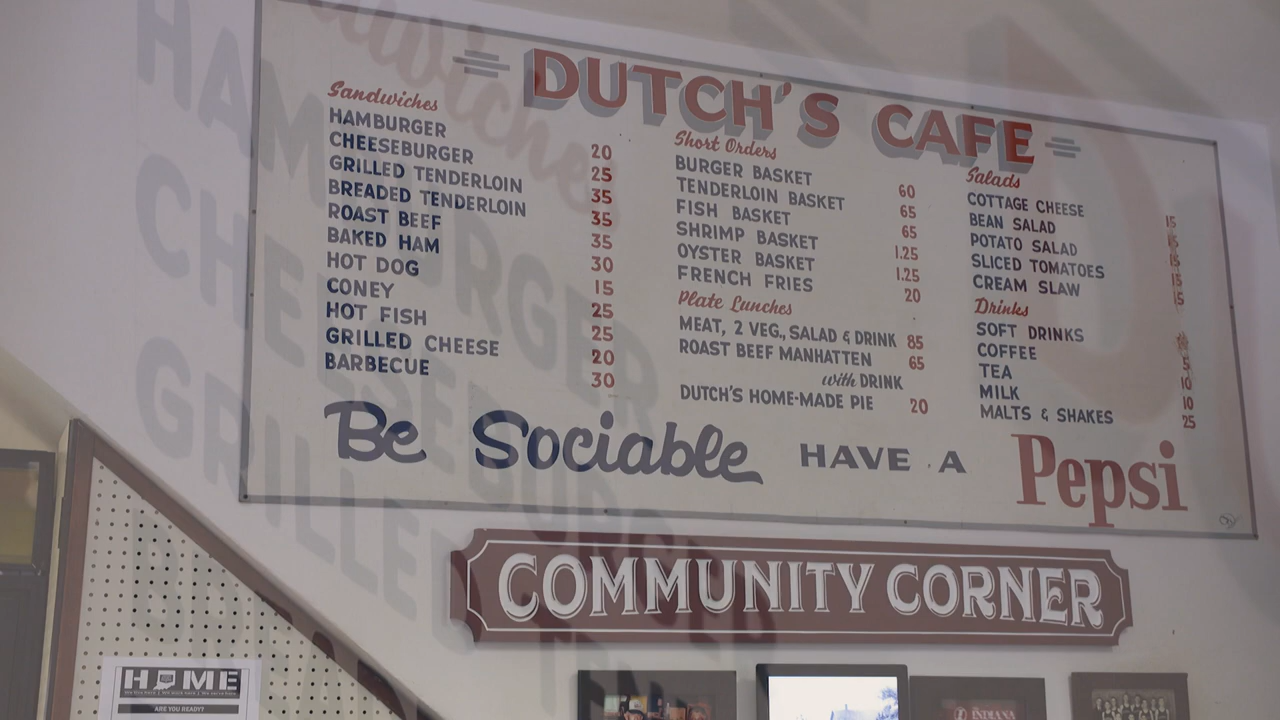 DUTCH'S CAFE
Sandwiches
HAMBURGER 20
CHEESEBURGER 25
GRILLED TENDERLOIN 35
BREADED TENDERLOIN 35
ROAST BEEF 35
BAKED HAM 30
HOT DOG 15
CONEY 25
HOT FISH 25
GRILLED CHEESE 20
BARBECUE 30
Short Orders
BURGER BASKET 60
TENDERLOIN BASKET 65
FISH BASKET 65
SHRIMP BASKET 1.25
OYSTER BASKET 1.25
FRENCH FRIES 20
Plate Lunches
MEAT, 2 VEG., SALAD & DRINK 85
ROAST BEEF MANHATTEN 65
with DRINK
DUTCH'S HOME-MADE PIE 20
Salads
COTTAGE CHEESE 15
BEAN SALAD 15
POTATO SALAD 15
SLICED TOMATOES 15
CREAM SLAW 15
Drinks
SOFT DRINKS
COFFEE 5
TEA 10
MILK 10
MALTS & SHAKES 25
Be Sociable HAVE A Pepsi
COMMUNITY CORNER
HOME
ARE YOU READY?
INDIANA